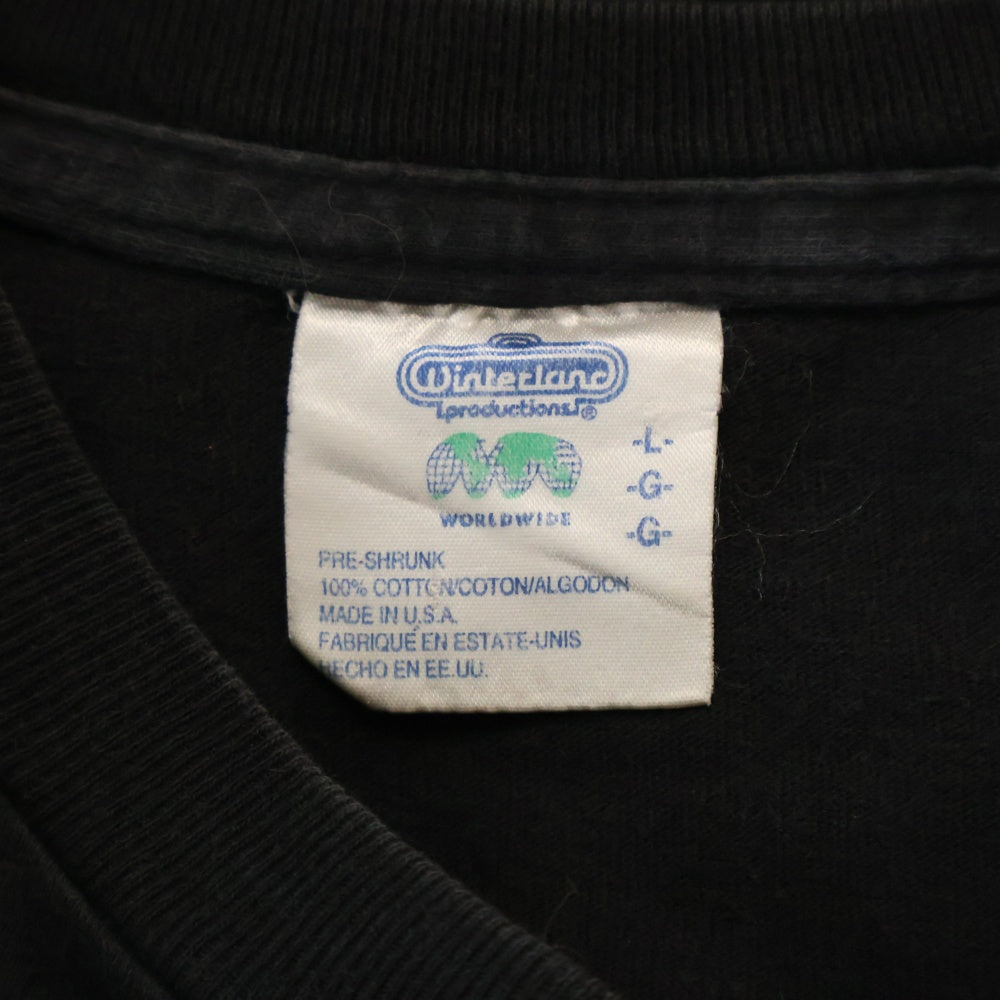 Winterland
productions®
WORLDWIDE
-L-
-G-
-G-
PRE-SHRUNK
100% COTTON/COTON/ALGODON
MADE IN U.S.A.
FABRIQUÉ EN ESTATE-UNIS
HECHO EN EE.UU.